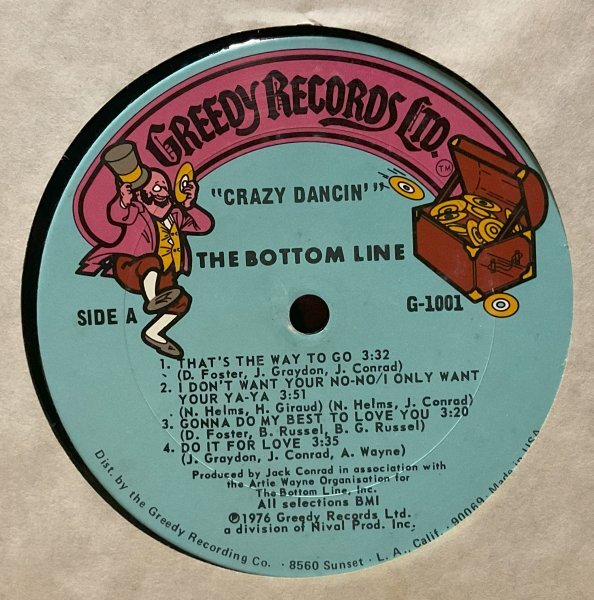 GREEDY RECORDS LTD.
TM
"CRAZY DANCIN'"
THE BOTTOM LINE
SIDE A
G-1001
1. THAT'S THE WAY TO GO 3:32
(D. Foster, J. Graydon, J. Conrad)
2. I DON'T WANT YOUR NO-NO/I ONLY WANT
YOUR YA-YA 3:51
(N. Helms, H. Giraud) (N. Helms, J. Conrad)
3. GONNA DO MY BEST TO LOVE YOU 3:20
(D. Foster, B. Russel, B. G. Russel)
4. DO IT FOR LOVE 3:35
(J. Graydon, J. Conrad, A. Wayne)
Produced by Jack Conrad in association with
the Artie Wayne Organisation for
The Bottom Line, Inc.
All selections BMI
℗1976 Greedy Records Ltd.
a division of Nival Prod. Inc.
Dist. by the Greedy Recording Co. · 8560 Sunset · L. A., Calif. · 90069 Made in USA